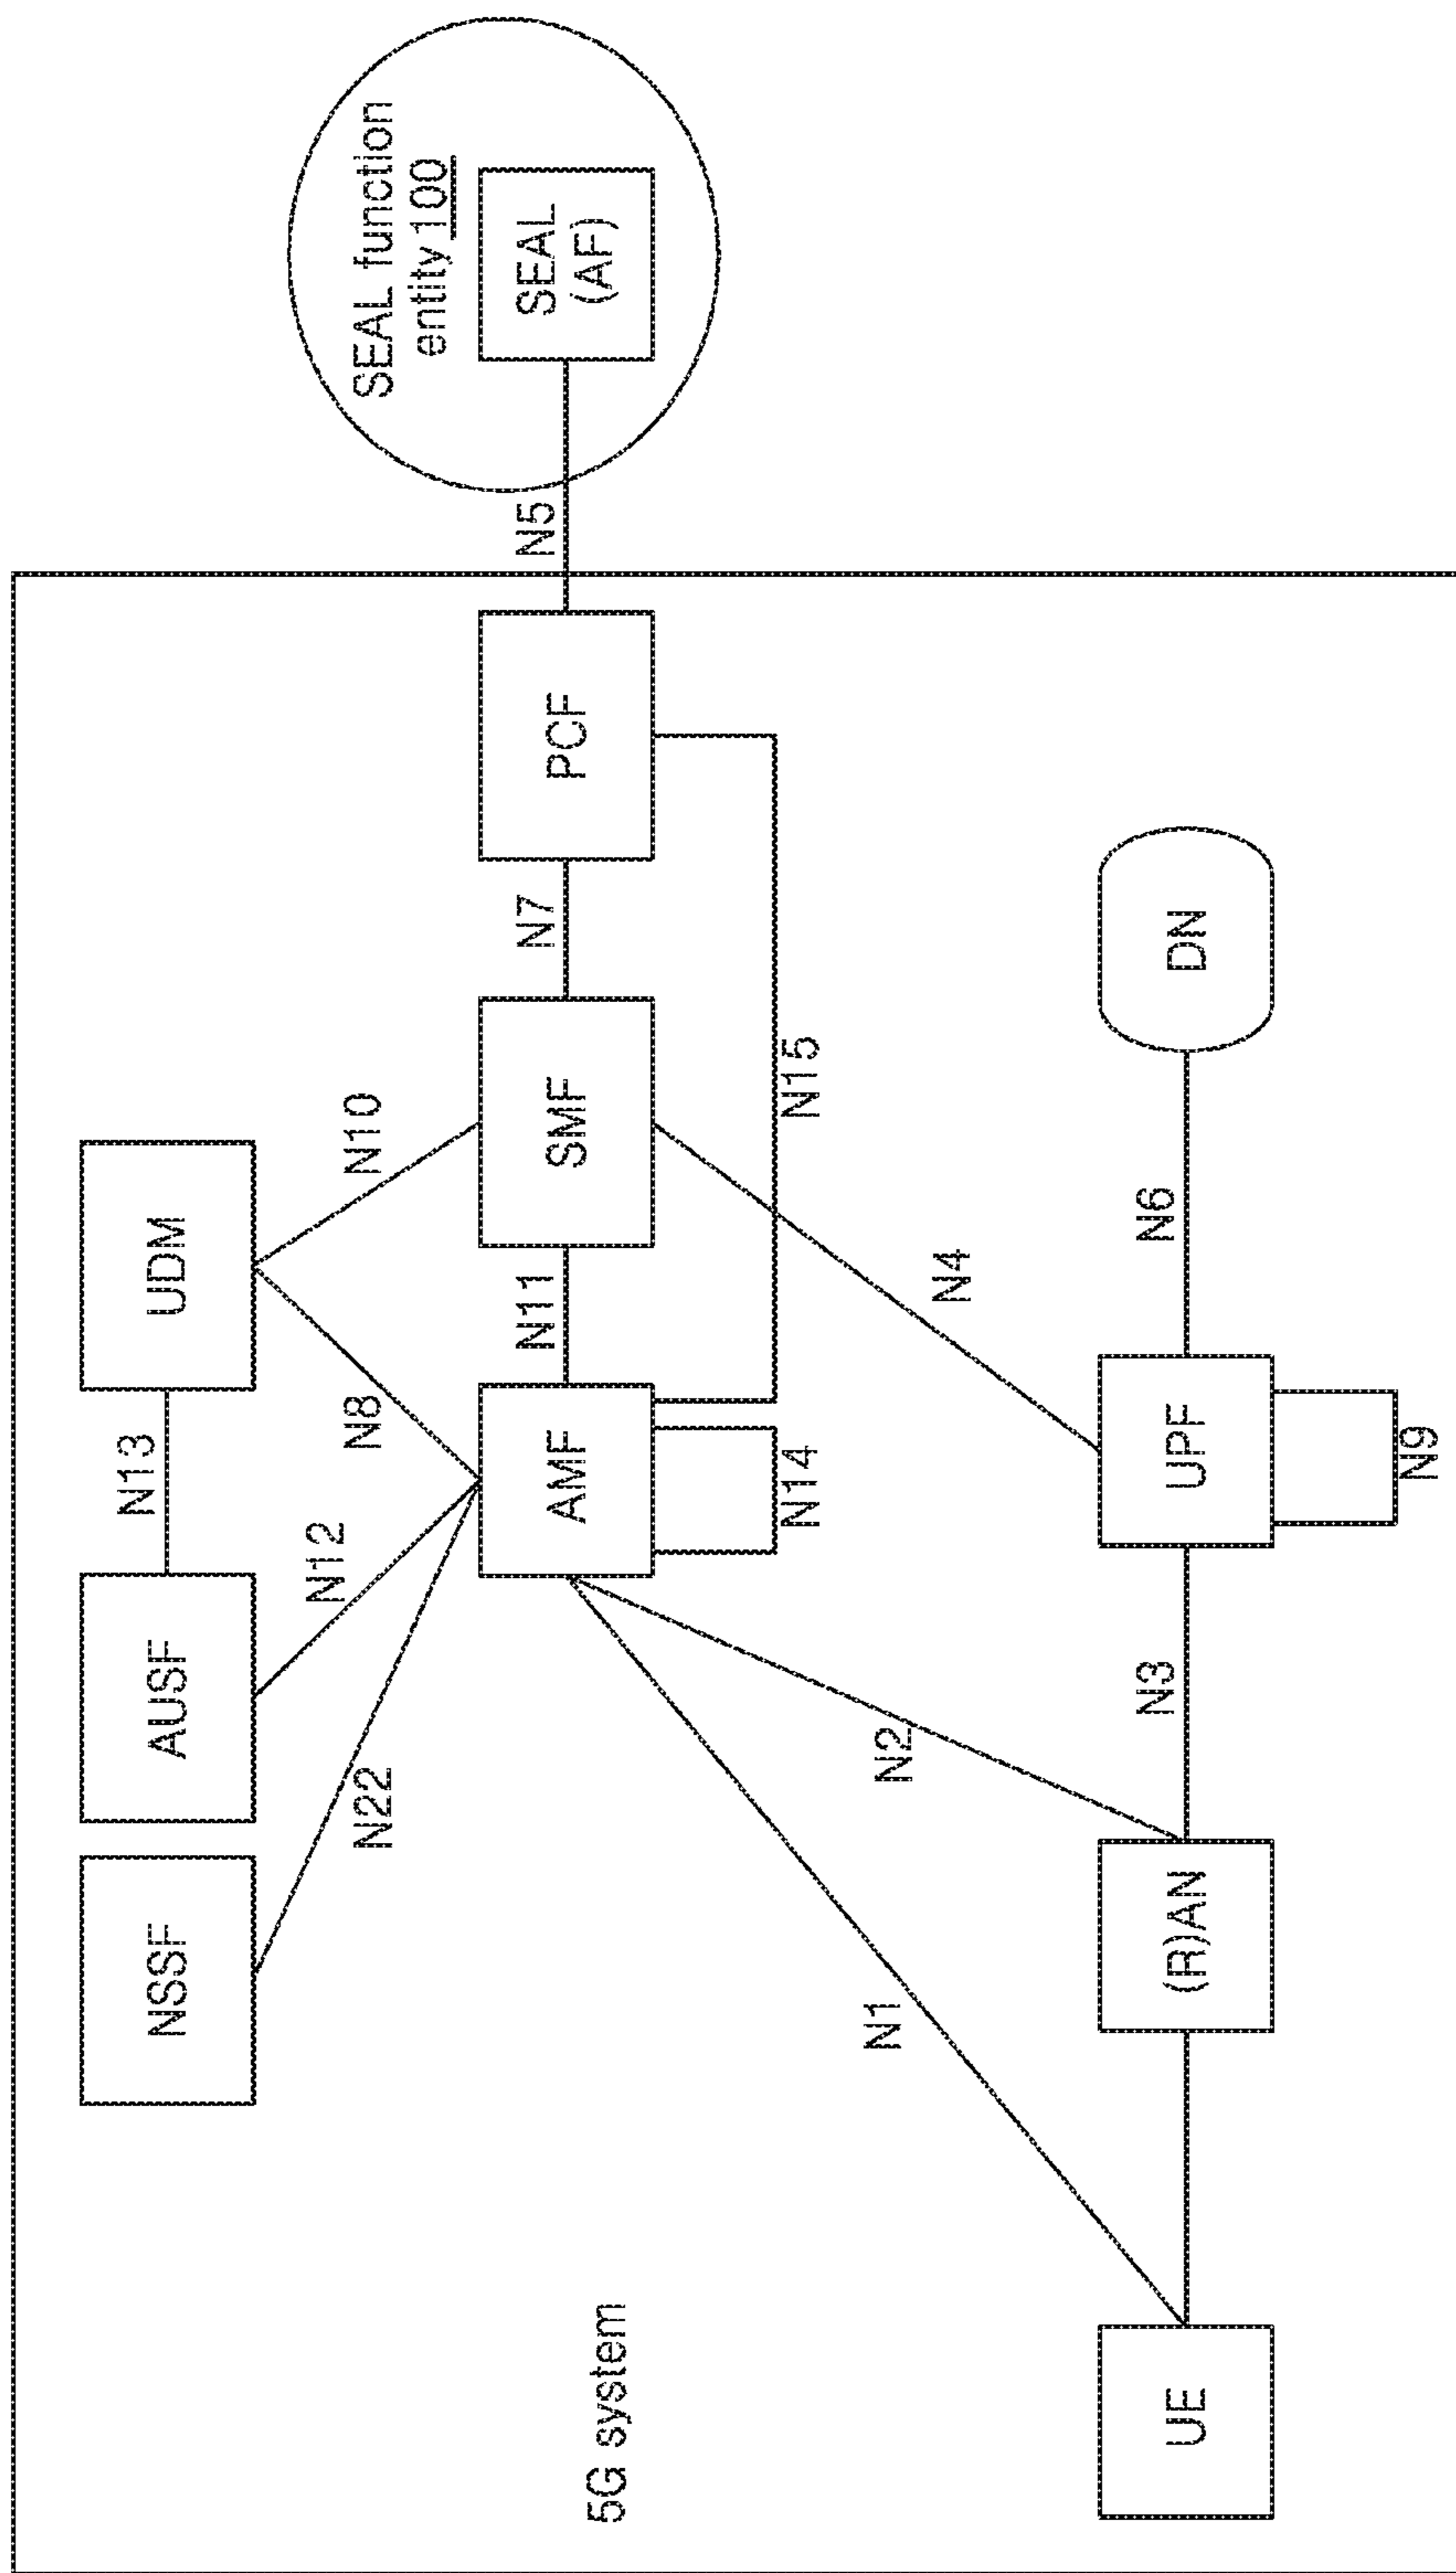 NSSF
AUSF
N13
UDM
N22
N12
N8
N10
SEAL function
entity 100
AMF
N11
SMF
N7
PCF
N5
SEAL
(AF)
N14
N15
5G system
N1
N2
N4
UE
(R)AN
N3
UPF
N6
DN
N9